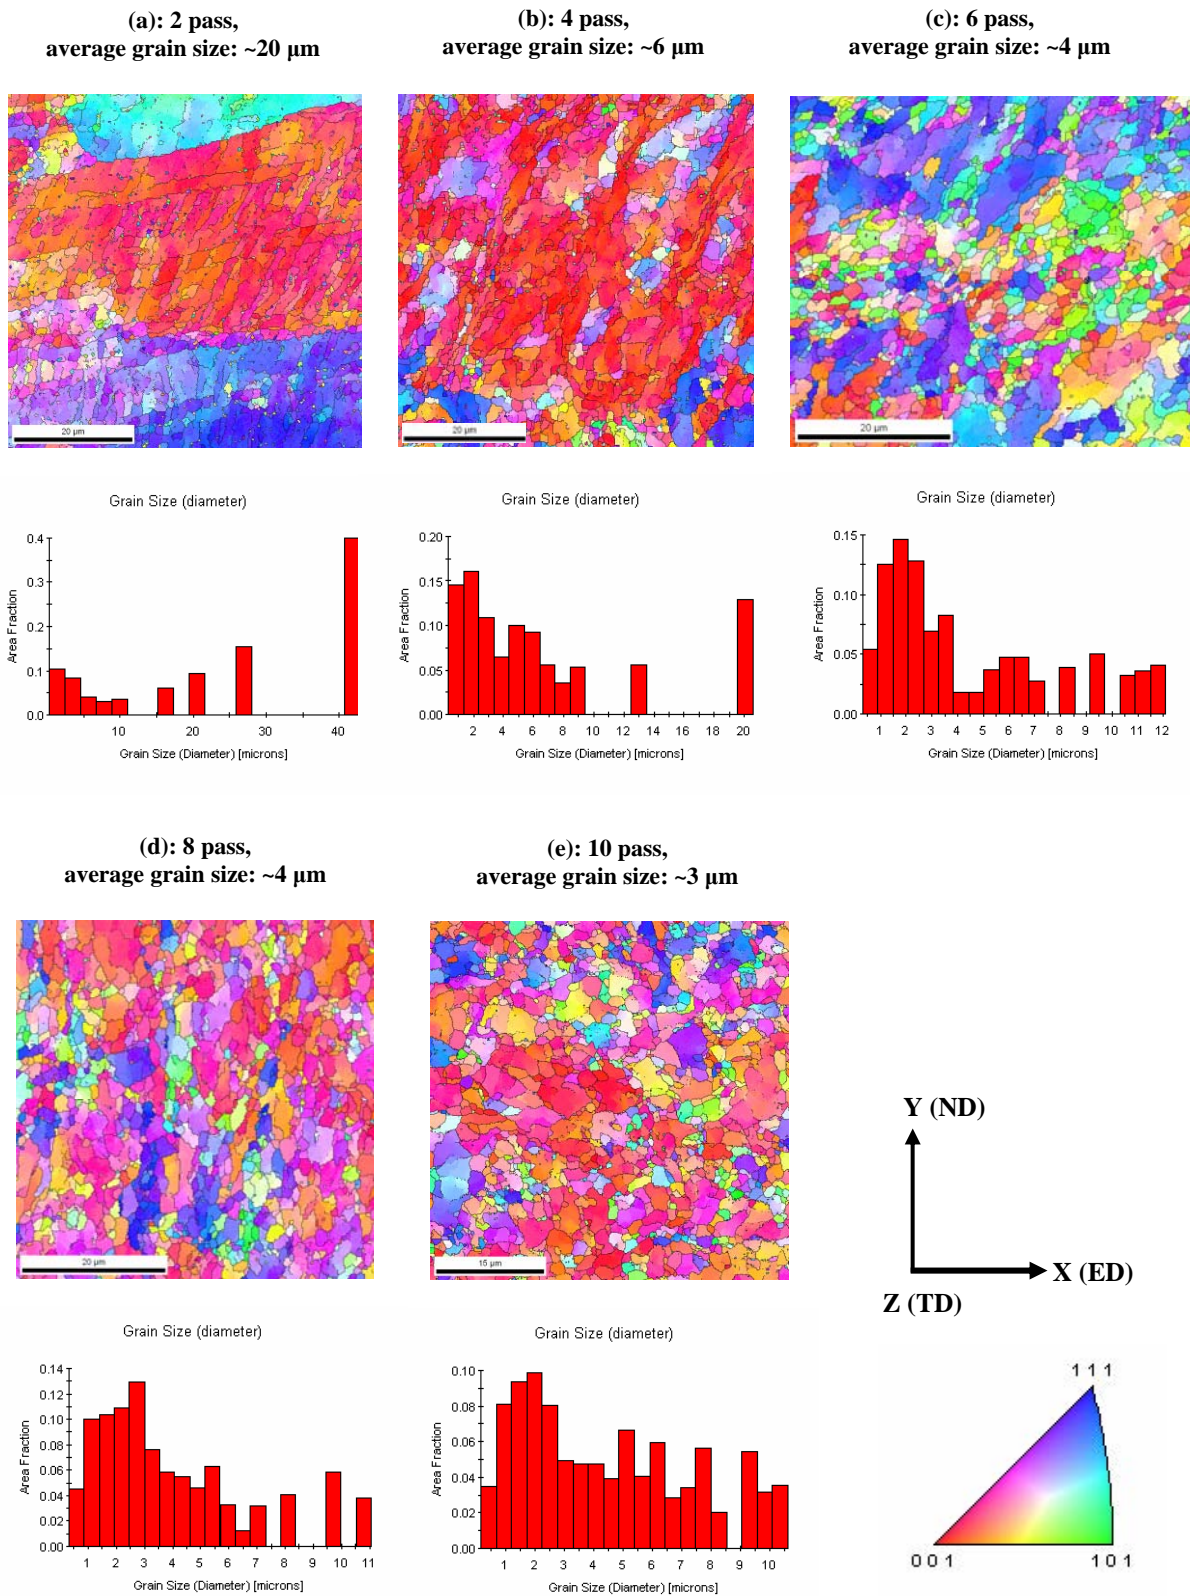 (a): 2 pass,
average grain size: ~20 µm
(b): 4 pass,
average grain size: ~6 µm
(c): 6 pass,
average grain size: ~4 µm
20 µm
20 µm
20 µm
Grain Size (diameter)
0.4
0.3
0.2
0.1
0.0
Area Fraction
10 20 30 40
Grain Size (Diameter) [microns]
Grain Size (diameter)
0.20
0.15
0.10
0.05
0.00
Area Fraction
2 4 6 8 10 12 14 16 18 20
Grain Size (Diameter) [microns]
Grain Size (diameter)
0.15
0.10
0.05
0.00
Area Fraction
1 2 3 4 5 6 7 8 9 10 11 12
Grain Size (Diameter) [microns]
(d): 8 pass,
average grain size: ~4 µm
(e): 10 pass,
average grain size: ~3 µm
20 µm
15 µm
Y (ND)
X (ED)
Z (TD)
Grain Size (diameter)
0.14
0.12
0.10
0.08
0.06
0.04
0.02
0.00
Area Fraction
1 2 3 4 5 6 7 8 9 10 11
Grain Size (Diameter) [microns]
Grain Size (diameter)
0.10
0.08
0.06
0.04
0.02
0.00
Area Fraction
1 2 3 4 5 6 7 8 9 10
Grain Size (Diameter) [microns]
1 1 1
0 0 1
1 0 1